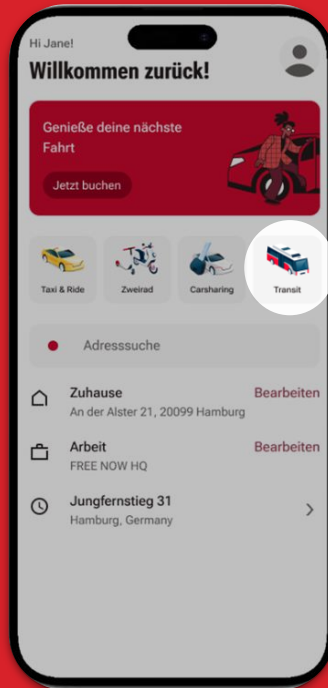 Hi Jane!
Willkommen zurück!
Genieße deine nächste
Fahrt
Jetzt buchen
Taxi & Ride
Zweirad
Carsharing
Transit
Adresssuche
Zuhause
Bearbeiten
An der Alster 21, 20099 Hamburg
Arbeit
Bearbeiten
FREE NOW HQ
Jungfernstieg 31
Hamburg, Germany